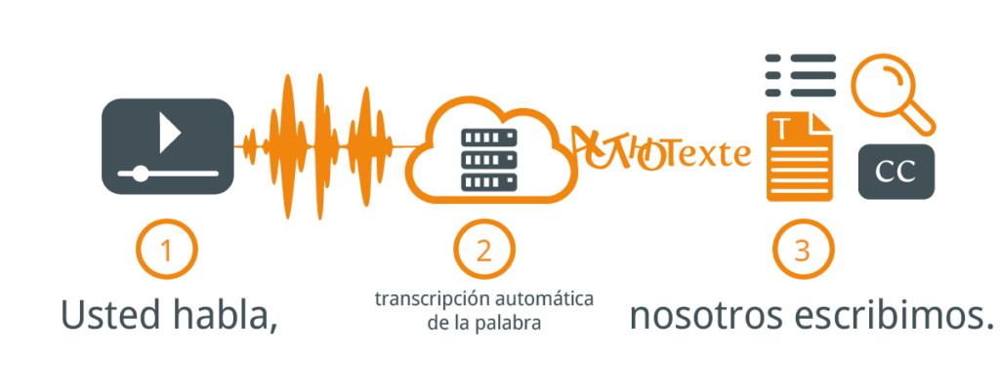 Texte
T
CC
1
2
3
Usted habla,
transcripción automática
de la palabra
nosotros escribimos.